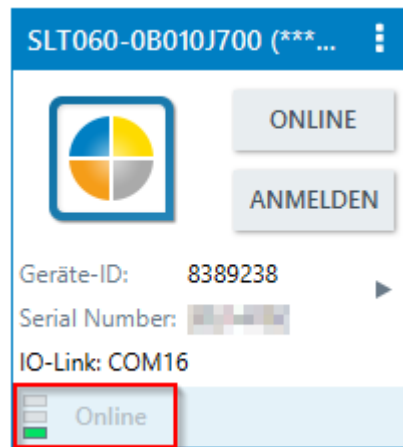 SLT060-0B010J700 (***...
ONLINE
ANMELDEN
Geräte-ID: 8389238
Serial Number:
IO-Link: COM16
Online